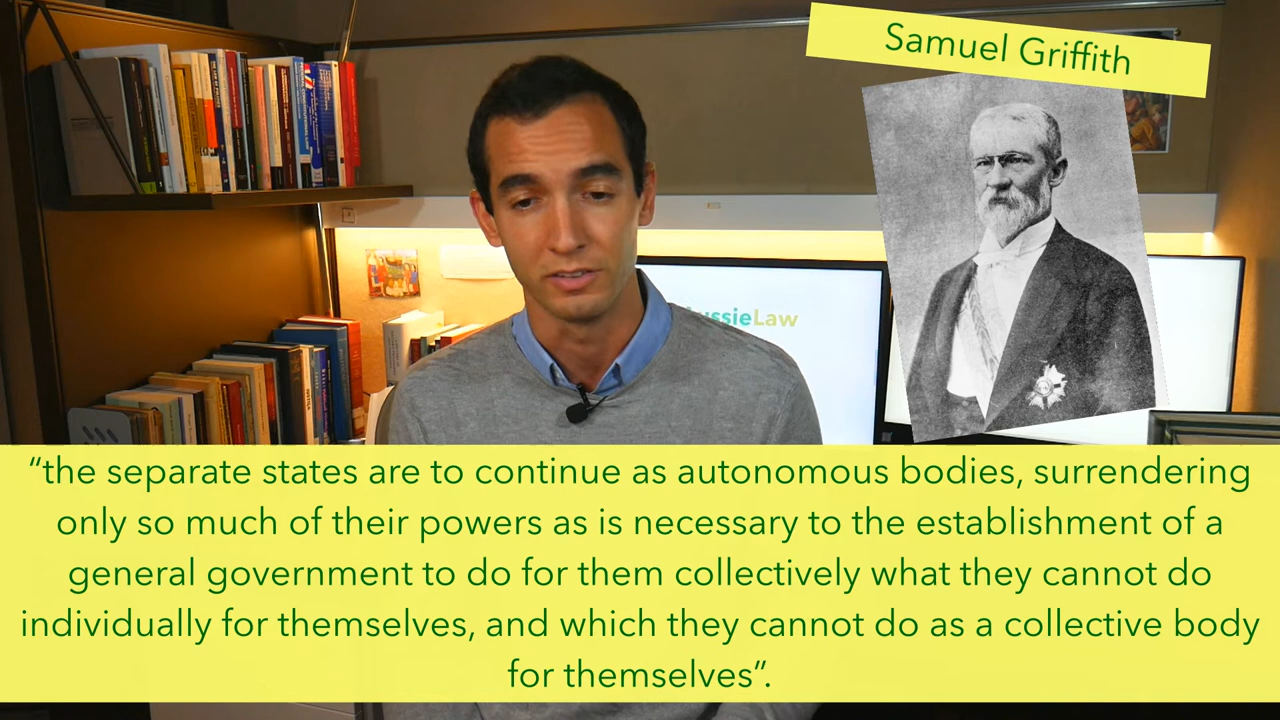 Samuel Griffith
ussieLaw
“the separate states are to continue as autonomous bodies, surrendering
only so much of their powers as is necessary to the establishment of a
general government to do for them collectively what they cannot do
individually for themselves, and which they cannot do as a collective body
for themselves”.